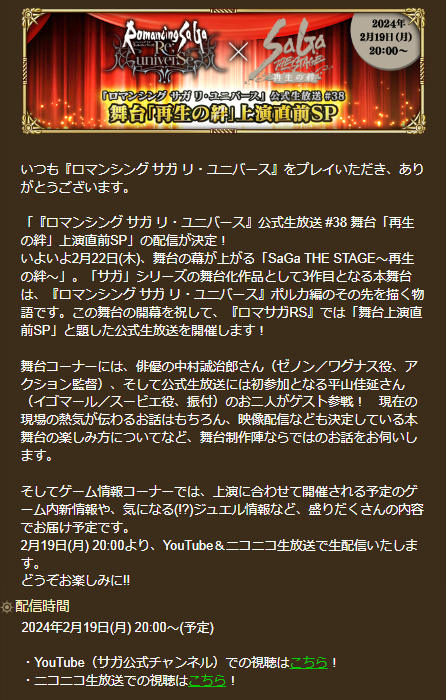 Romancing SaGa
Re;
universe
×
SaGa
THE STAGE
再生の絆
2024年
2月19日(月)
20:00～
『ロマンシング サガ リ・ユニバース』公式生放送 #38
舞台「再生の絆」上演直前SP
いつも『ロマンシング サガ リ・ユニバース』をプレイいただき、あり
がとうございます。
「『ロマンシング サガ リ・ユニバース』公式生放送 #38 舞台「再生
の絆」上演直前SP」の配信が決定！
いよいよ2月22日(木)、舞台の幕が上がる「SaGa THE STAGE～再生
の絆～」。「サガ」シリーズの舞台化作品として3作目となる本舞台
は、『ロマンシング サガ リ・ユニバース』ポルカ編のその先を描く物
語です。この舞台の開幕を祝して、『ロマサガRS』では「舞台上演直
前SP」と題した公式生放送を開催します！
舞台コーナーには、俳優の中村誠治郎さん（ゼノン／ワグナス役、ア
クション監督）、そして公式生放送には初参加となる平山佳延さん
（イゴマール／スービエ役、振付）のお二人がゲスト参戦！　現在の
現場の熱気が伝わるお話はもちろん、映像配信なども決定している本
舞台の楽しみ方についてなど、舞台制作陣ならではのお話をお伺いし
ます。
そしてゲーム情報コーナーでは、上演に合わせて開催される予定のゲ
ーム内新情報や、気になる(!?)ジュエル情報など、盛りだくさんの内容
でお届け予定です。
2月19日(月) 20:00より、YouTube＆ニコニコ生放送で生配信いたしま
す。
どうぞお楽しみに!!
配信時間
2024年2月19日(月) 20:00～(予定)
・YouTube（サガ公式チャンネル）での視聴はこちら！
・ニコニコ生放送での視聴はこちら！